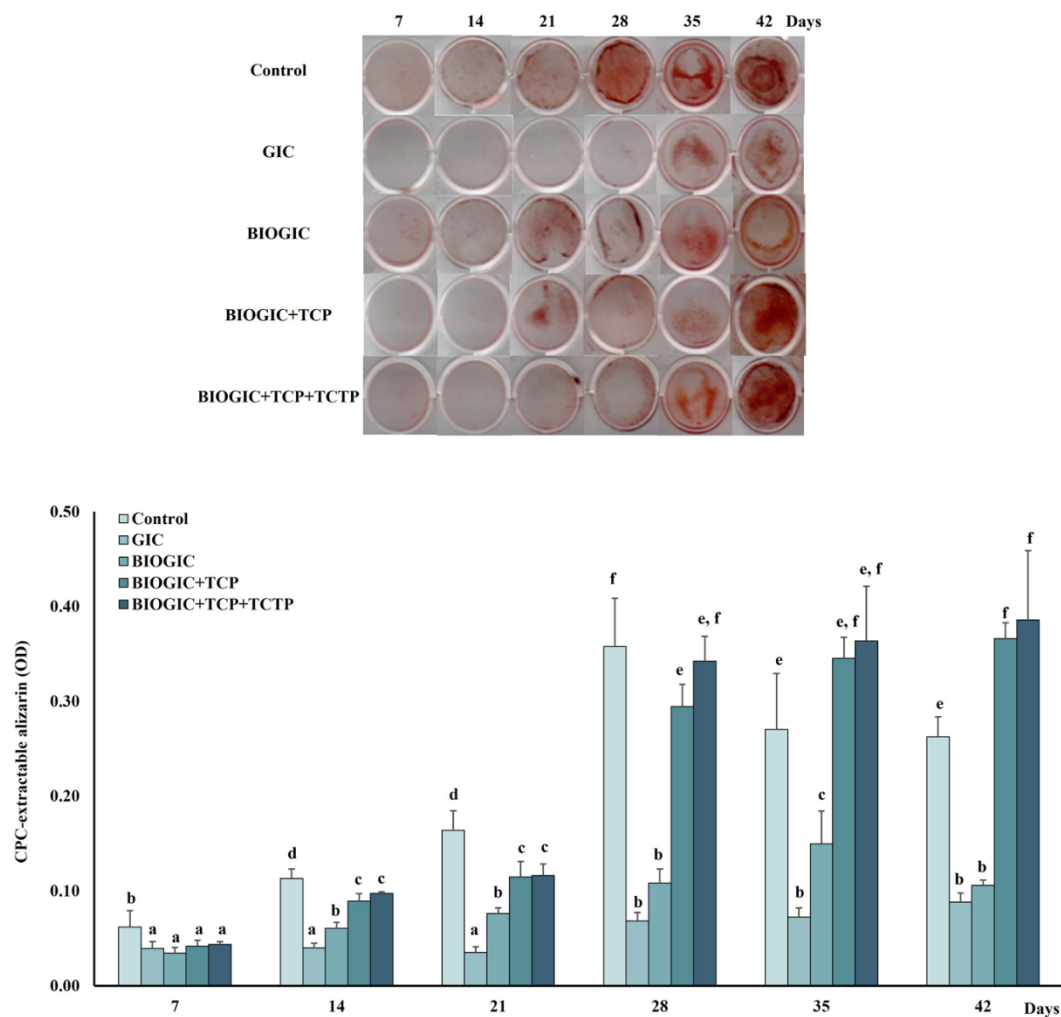 7 14 21 28 35 42 Days
Control
GIC
BIOGIC
BIOGIC+TCP
BIOGIC+TCP+TCTP
CPC-extractable alizarin (OD)
0.50
0.40
0.30
0.20
0.10
0.00
Control
GIC
BIOGIC
BIOGIC+TCP
BIOGIC+TCP+TCTP
b a a a a
d a b c c
d a b c c
f b b e e, f
e b c e, f e, f
e b b f f
7 14 21 28 35 42 Days